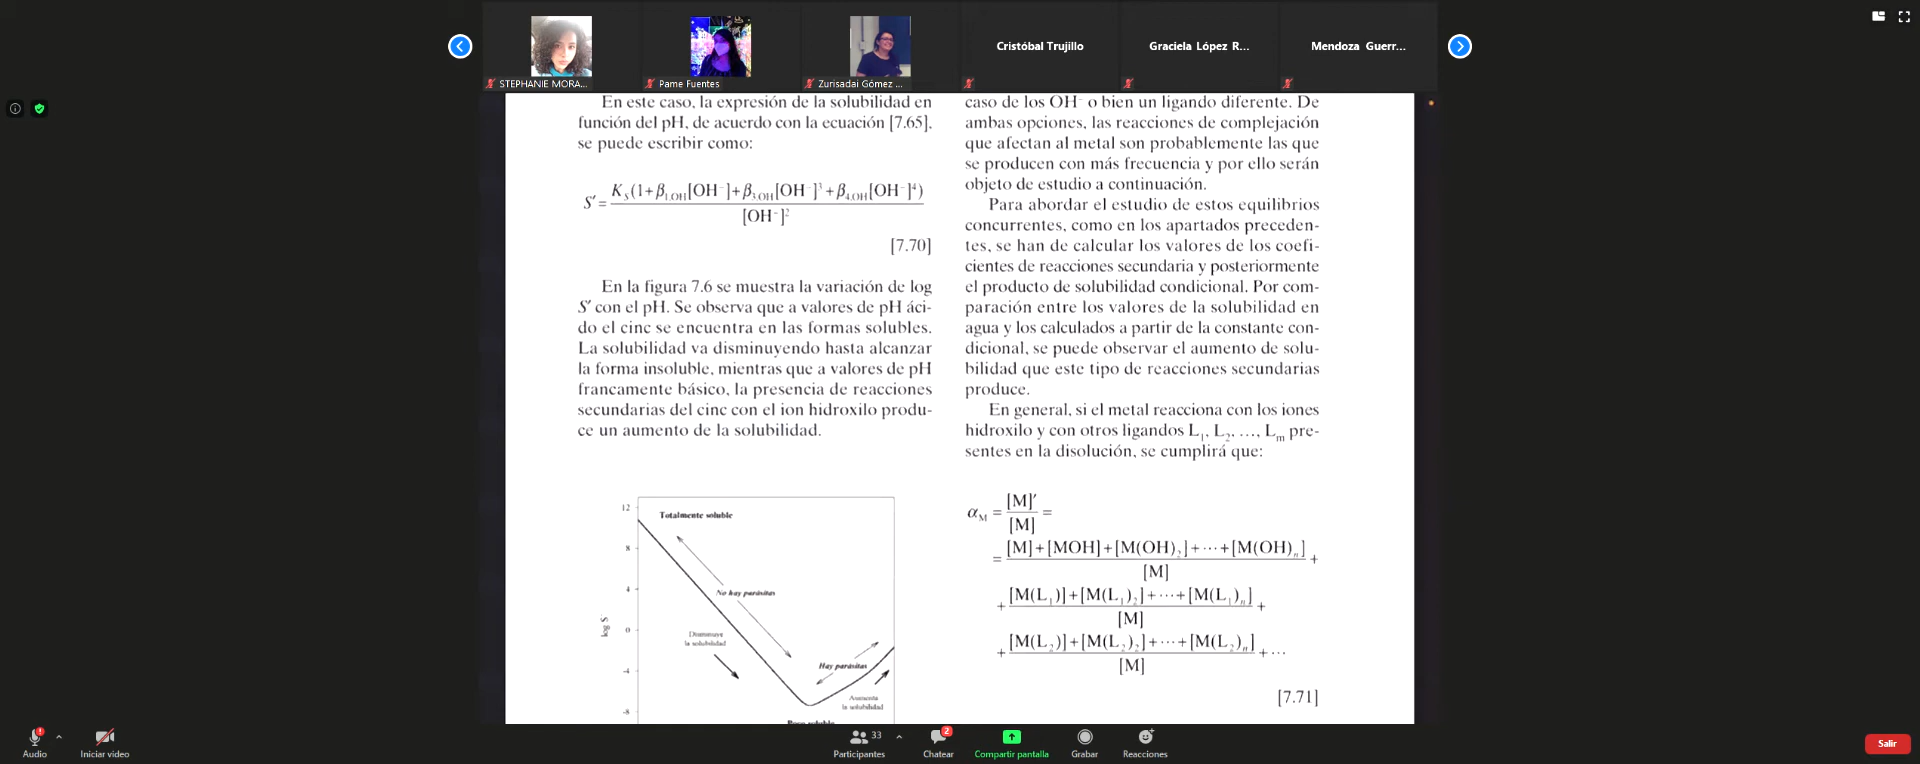 STEPHANIE MORA...
Pame Fuentes
Zurisadai Gómez ...
Cristóbal Trujillo
Graciela López R...
Mendoza Guerr...
En este caso, la expresión de la solubilidad en
función del pH, de acuerdo con la ecuación [7.65],
se puede escribir como:
S′ = K_S(1+β_{1,OH}[OH⁻]+β_{3,OH}[OH⁻]³+β_{4,OH}[OH⁻]⁴)
[OH⁻]²
[7.70]
En la figura 7.6 se muestra la variación de log
S′ con el pH. Se observa que a valores de pH áci-
do el cinc se encuentra en las formas solubles.
La solubilidad va disminuyendo hasta alcanzar
la forma insoluble, mientras que a valores de pH
francamente básico, la presencia de reacciones
secundarias del cinc con el ion hidroxilo produ-
ce un aumento de la solubilidad.
12
Totalmente soluble
8
4
No hay parásitas
0
log S
Disminuye
la solubilidad
Hay parásitas
-4
Aumenta
la solubilidad
-8
Poco soluble
caso de los OH⁻ o bien un ligando diferente. De
ambas opciones, las reacciones de complejación
que afectan al metal son probablemente las que
se producen con más frecuencia y por ello serán
objeto de estudio a continuación.
Para abordar el estudio de estos equilibrios
concurrentes, como en los apartados preceden-
tes, se han de calcular los valores de los coefi-
cientes de reacciones secundaria y posteriormente
el producto de solubilidad condicional. Por com-
paración entre los valores de la solubilidad en
agua y los calculados a partir de la constante con-
dicional, se puede observar el aumento de solu-
bilidad que este tipo de reacciones secundarias
produce.
En general, si el metal reacciona con los iones
hidroxilo y con otros ligandos L₁, L₂, ..., Lₘ pre-
sentes en la disolución, se cumplirá que:
α_M = [M]′
[M] =
= [M]+[MOH]+[M(OH)₂]+···+[M(OH)ₙ] +
[M]
+ [M(L₁)]+[M(L₁)₂]+···+[M(L₁)ₙ] +
[M]
+ [M(L₂)]+[M(L₂)₂]+···+[M(L₂)ₙ] + ···
[M]
[7.71]
Audio
Iniciar video
33
Participantes
2
Chatear
Compartir pantalla
Grabar
Reacciones
Salir